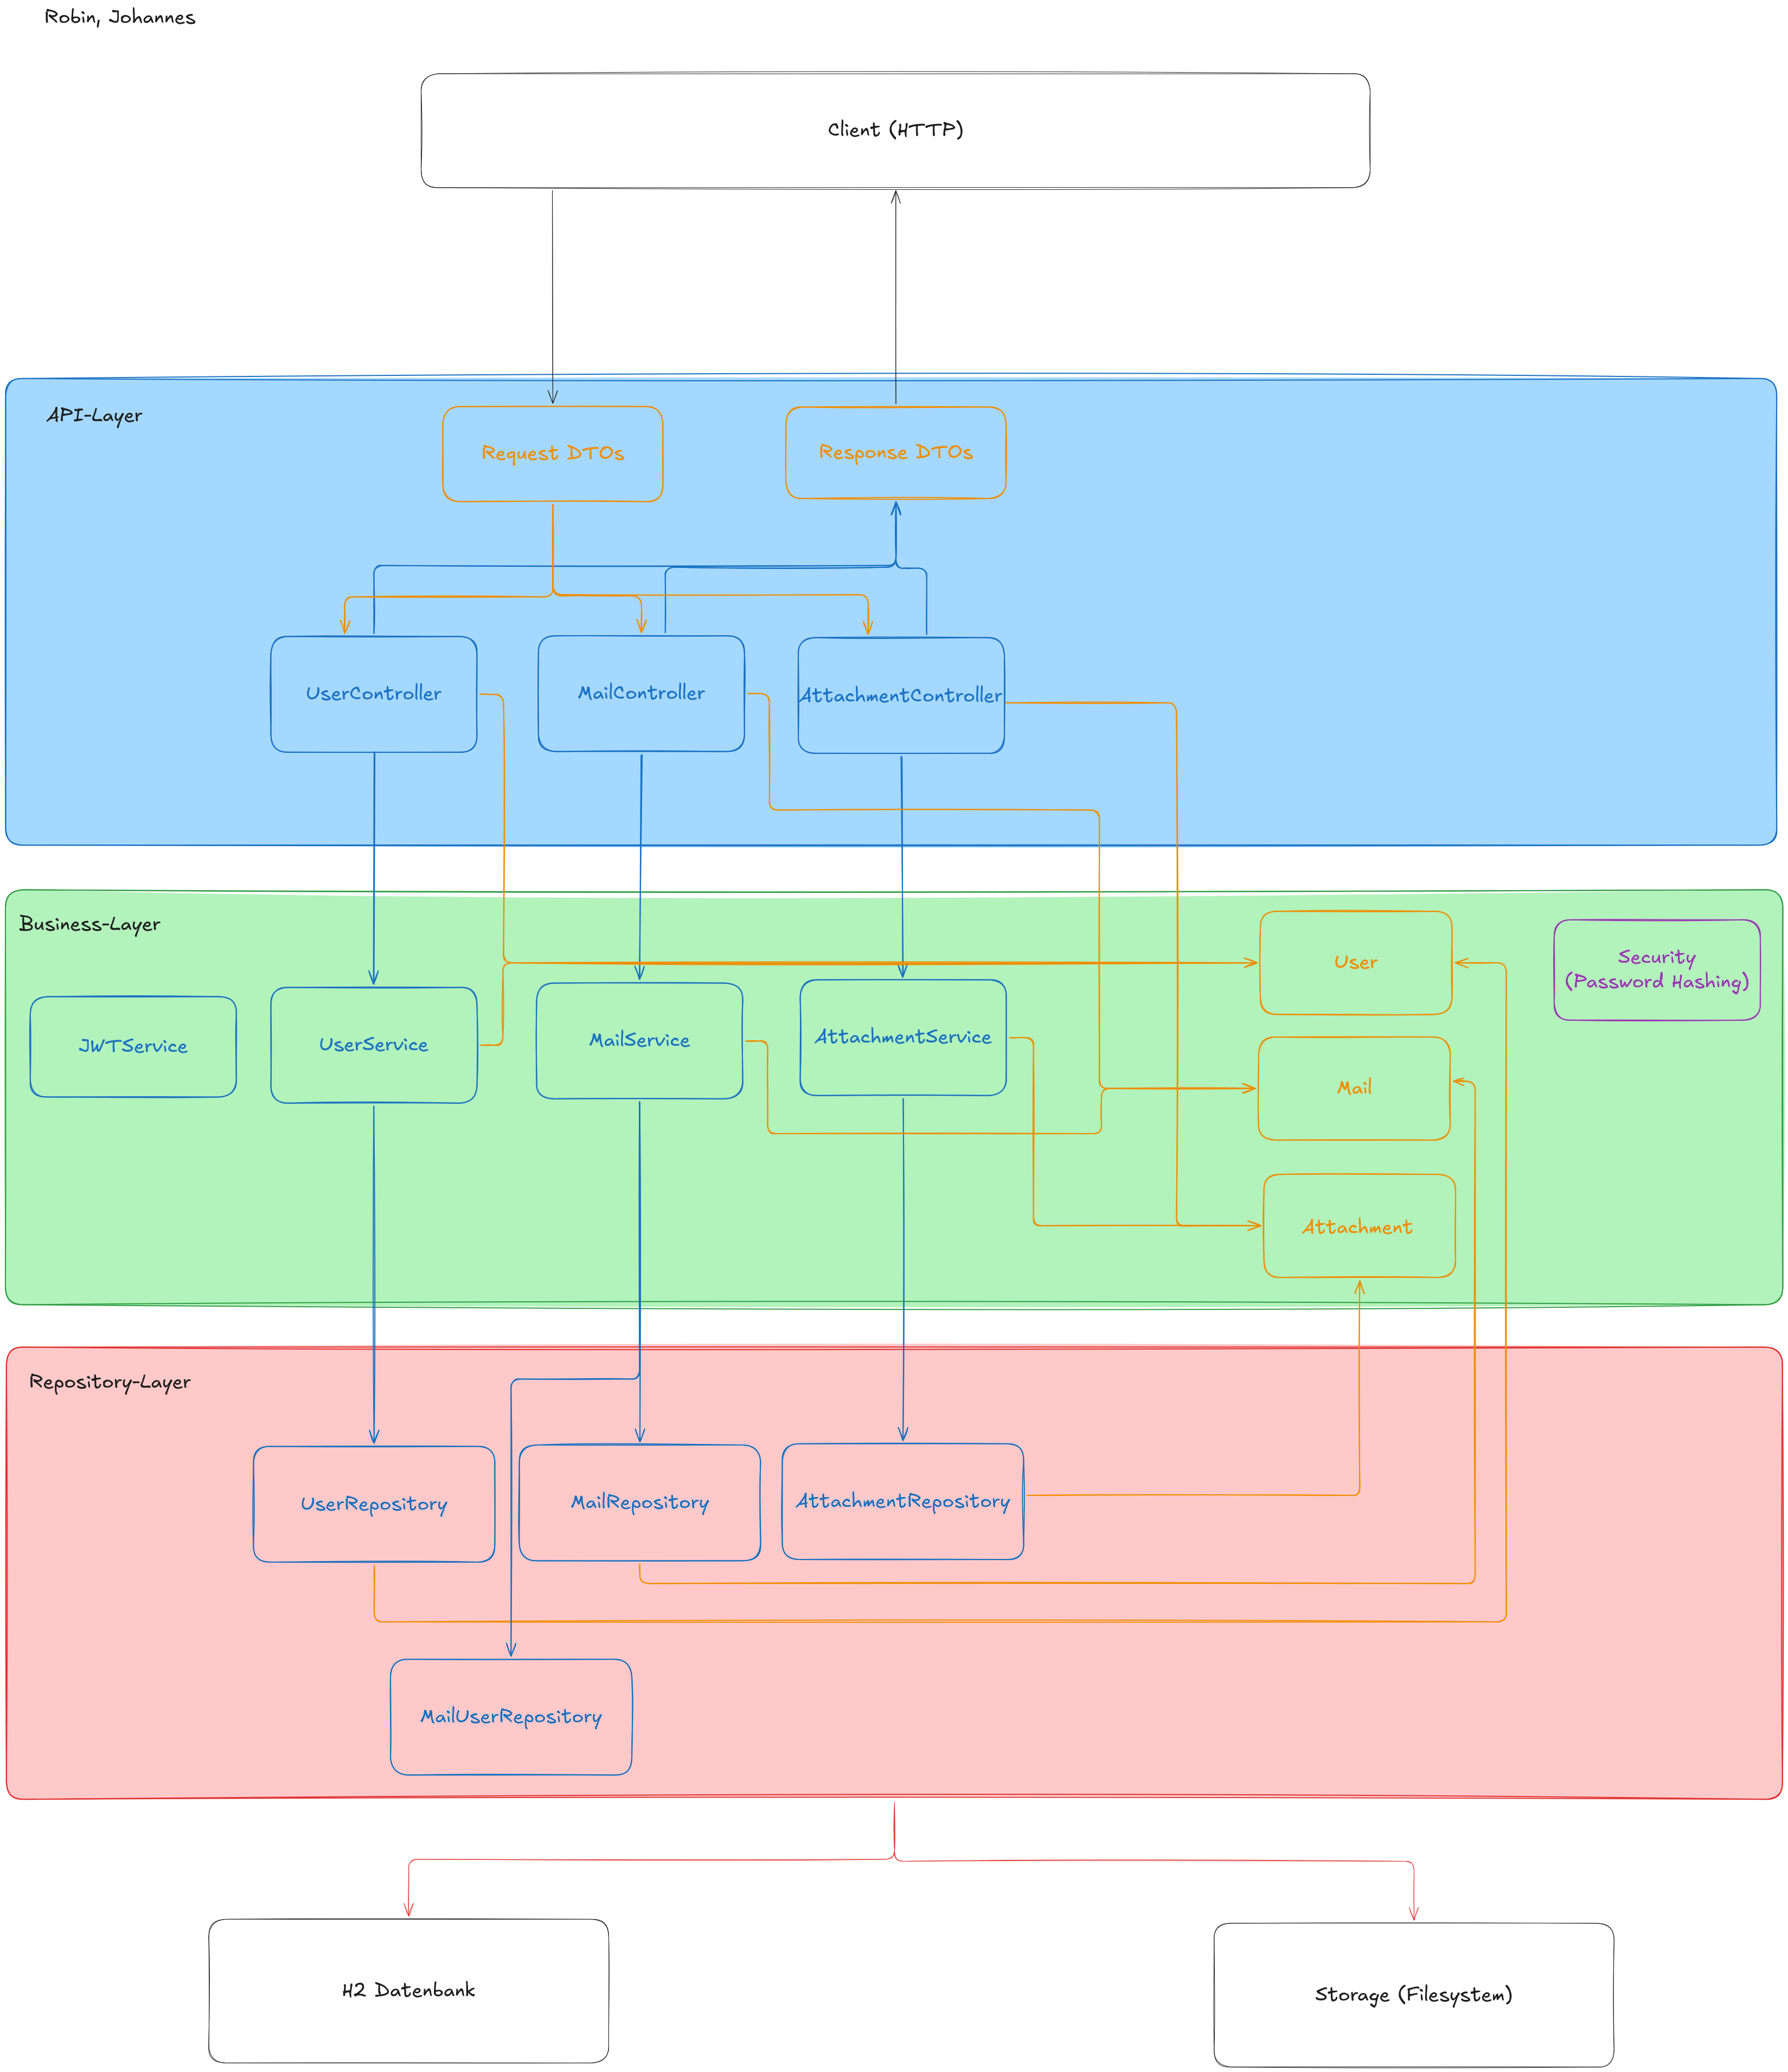 Robin, Johannes
Client (HTTP)
API-Layer
Request DTOs
Response DTOs
UserController
MailController
AttachmentController
Business-Layer
User
Security
(Password Hashing)
JWTService
UserService
MailService
AttachmentService
Mail
Attachment
Repository-Layer
UserRepository
MailRepository
AttachmentRepository
MailUserRepository
H2 Datenbank
Storage (Filesystem)